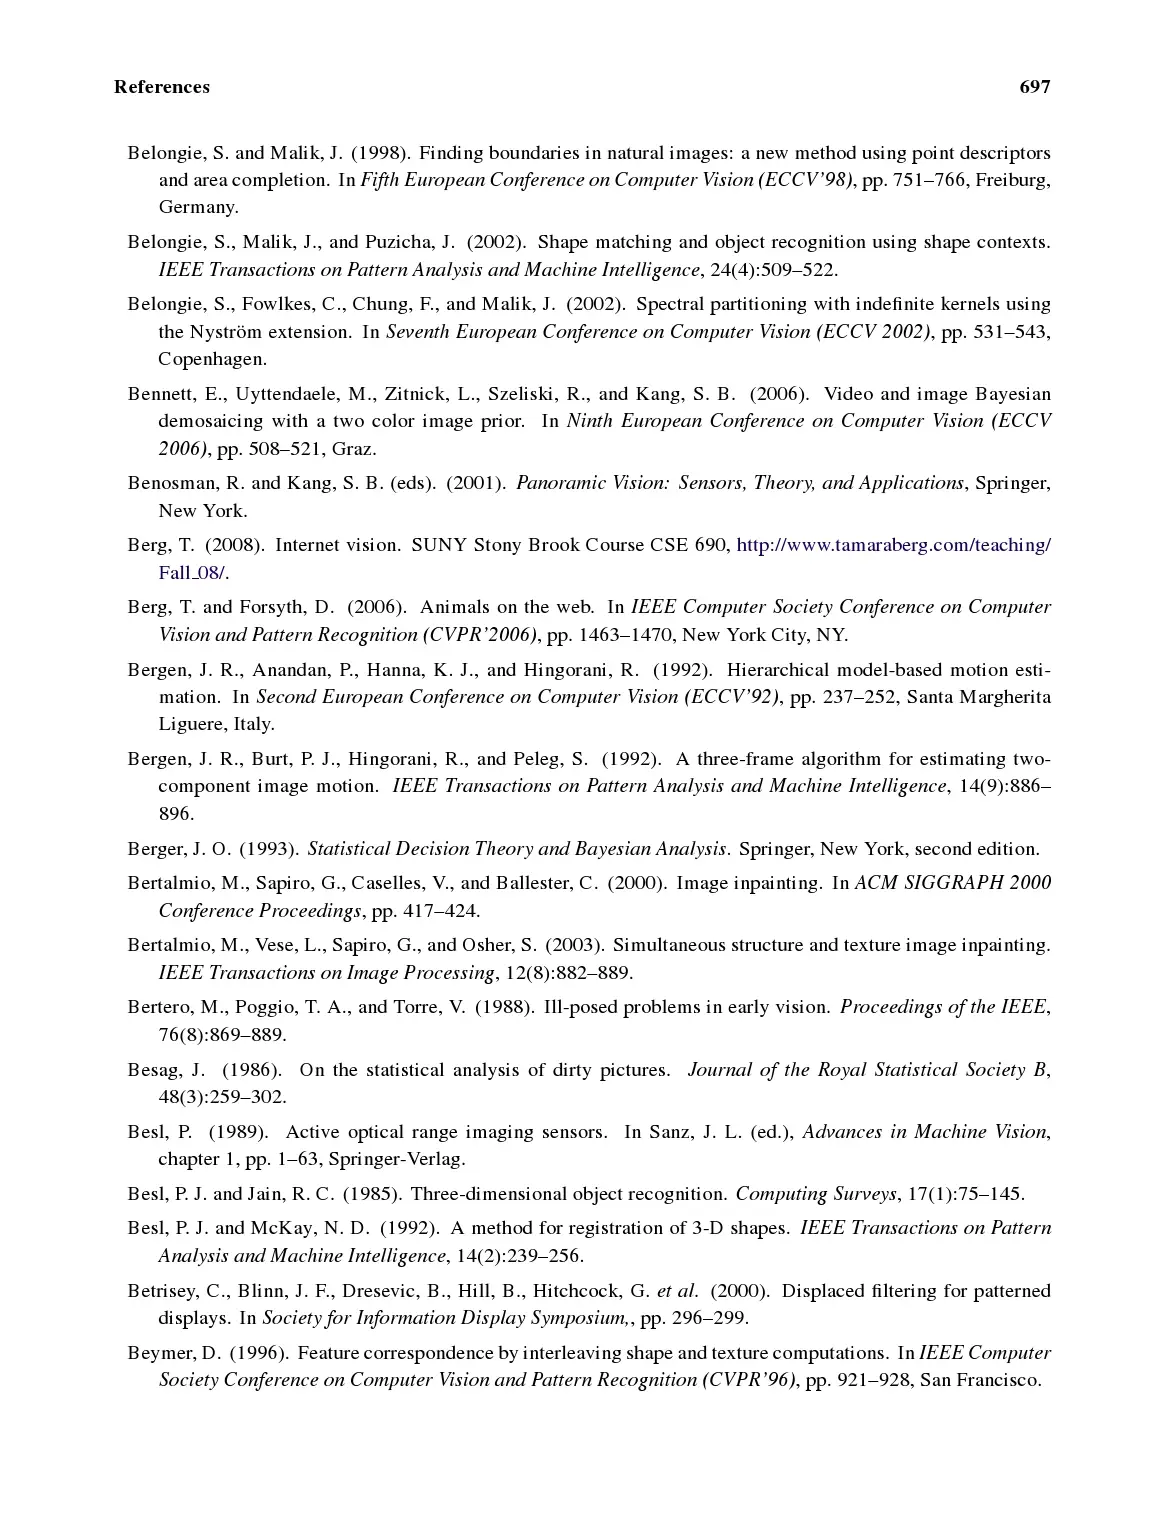 References 697
Belongie, S. and Malik, J. (1998). Finding boundaries in natural images: a new method using point descriptors
and area completion. In Fifth European Conference on Computer Vision (ECCV'98), pp. 751–766, Freiburg,
Germany.
Belongie, S., Malik, J., and Puzicha, J. (2002). Shape matching and object recognition using shape contexts.
IEEE Transactions on Pattern Analysis and Machine Intelligence, 24(4):509–522.
Belongie, S., Fowlkes, C., Chung, F., and Malik, J. (2002). Spectral partitioning with indefinite kernels using
the Nyström extension. In Seventh European Conference on Computer Vision (ECCV 2002), pp. 531–543,
Copenhagen.
Bennett, E., Uyttendaele, M., Zitnick, L., Szeliski, R., and Kang, S. B. (2006). Video and image Bayesian
demosaicing with a two color image prior. In Ninth European Conference on Computer Vision (ECCV
2006), pp. 508–521, Graz.
Benosman, R. and Kang, S. B. (eds). (2001). Panoramic Vision: Sensors, Theory, and Applications, Springer,
New York.
Berg, T. (2008). Internet vision. SUNY Stony Brook Course CSE 690, http://www.tamaraberg.com/teaching/
Fall_08/.
Berg, T. and Forsyth, D. (2006). Animals on the web. In IEEE Computer Society Conference on Computer
Vision and Pattern Recognition (CVPR'2006), pp. 1463–1470, New York City, NY.
Bergen, J. R., Anandan, P., Hanna, K. J., and Hingorani, R. (1992). Hierarchical model-based motion esti-
mation. In Second European Conference on Computer Vision (ECCV'92), pp. 237–252, Santa Margherita
Liguere, Italy.
Bergen, J. R., Burt, P. J., Hingorani, R., and Peleg, S. (1992). A three-frame algorithm for estimating two-
component image motion. IEEE Transactions on Pattern Analysis and Machine Intelligence, 14(9):886–
896.
Berger, J. O. (1993). Statistical Decision Theory and Bayesian Analysis. Springer, New York, second edition.
Bertalmio, M., Sapiro, G., Caselles, V., and Ballester, C. (2000). Image inpainting. In ACM SIGGRAPH 2000
Conference Proceedings, pp. 417–424.
Bertalmio, M., Vese, L., Sapiro, G., and Osher, S. (2003). Simultaneous structure and texture image inpainting.
IEEE Transactions on Image Processing, 12(8):882–889.
Bertero, M., Poggio, T. A., and Torre, V. (1988). Ill-posed problems in early vision. Proceedings of the IEEE,
76(8):869–889.
Besag, J. (1986). On the statistical analysis of dirty pictures. Journal of the Royal Statistical Society B,
48(3):259–302.
Besl, P. (1989). Active optical range imaging sensors. In Sanz, J. L. (ed.), Advances in Machine Vision,
chapter 1, pp. 1–63, Springer-Verlag.
Besl, P. J. and Jain, R. C. (1985). Three-dimensional object recognition. Computing Surveys, 17(1):75–145.
Besl, P. J. and McKay, N. D. (1992). A method for registration of 3-D shapes. IEEE Transactions on Pattern
Analysis and Machine Intelligence, 14(2):239–256.
Betrisey, C., Blinn, J. F., Dresevic, B., Hill, B., Hitchcock, G. et al. (2000). Displaced filtering for patterned
displays. In Society for Information Display Symposium,, pp. 296–299.
Beymer, D. (1996). Feature correspondence by interleaving shape and texture computations. In IEEE Computer
Society Conference on Computer Vision and Pattern Recognition (CVPR'96), pp. 921–928, San Francisco.